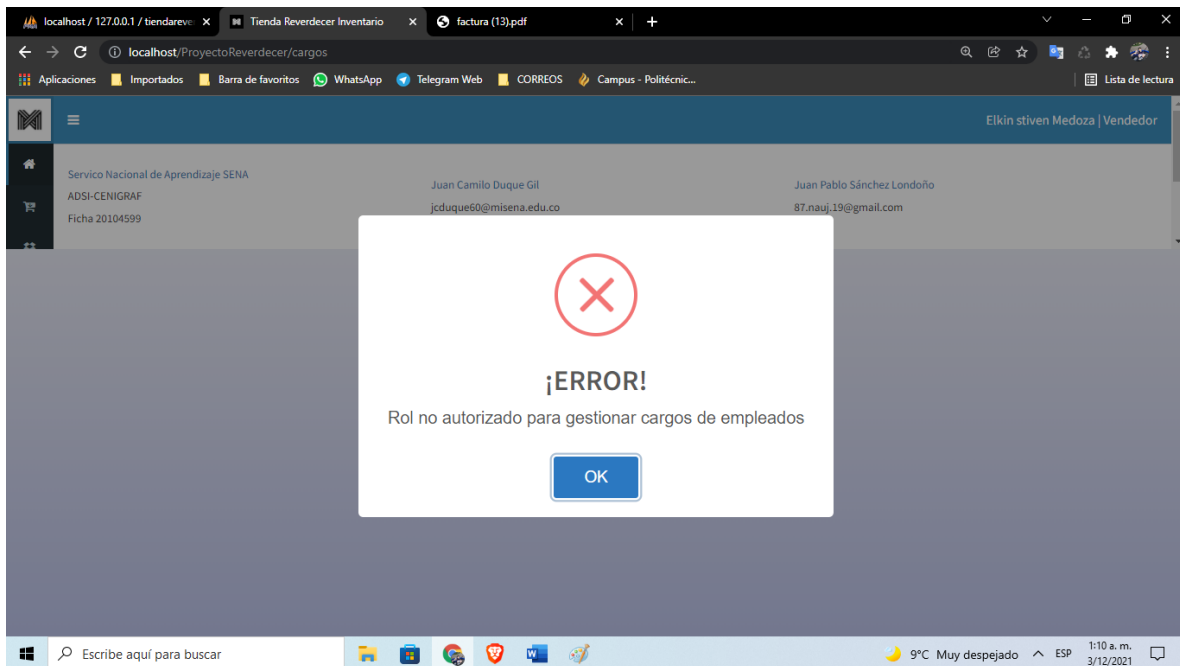 localhost / 127.0.0.1 / tiendareve
Tienda Reverdecer Inventario
factura (13).pdf
localhost/ProyectoReverdecer/cargos
Aplicaciones
Importados
Barra de favoritos
WhatsApp
Telegram Web
CORREOS
Campus - Politécnic...
Lista de lectura
Elkin stiven Medoza | Vendedor
Servico Nacional de Aprendizaje SENA
ADSI-CENIGRAF
Ficha 20104599
Juan Camilo Duque Gil
jcduque60@misena.edu.co
Juan Pablo Sánchez Londoño
87.nauj.19@gmail.com
¡ERROR!
Rol no autorizado para gestionar cargos de empleados
OK
Escribe aquí para buscar
9°C Muy despejado
ESP
1:10 a. m.
3/12/2021